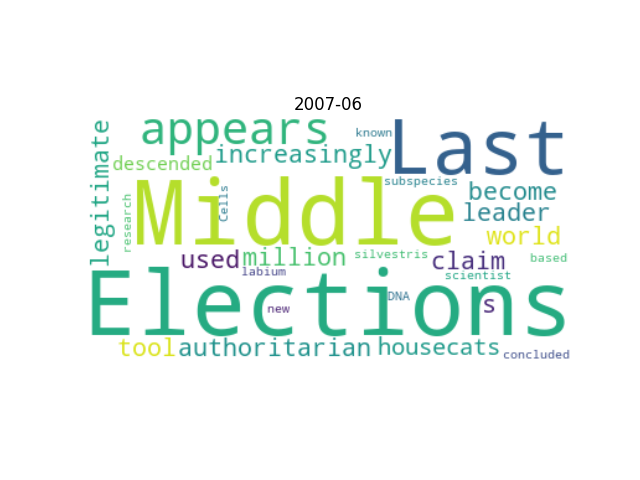 2007-06
appears Last
known
legitimate
descended increasingly
subspecies
Middle
cells
research
become
leader
world
used million silvestris claim based
labium scientist
Elections
DNA
new
s
tool authoritarian housecats concluded